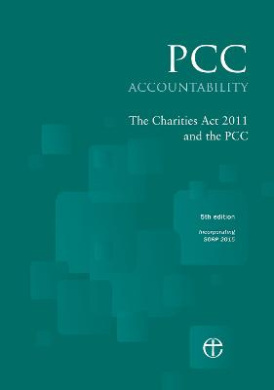 PCC
ACCOUNTABILITY
The Charities Act 2011
and the PCC
5th edition
Incorporating
SORP 2015